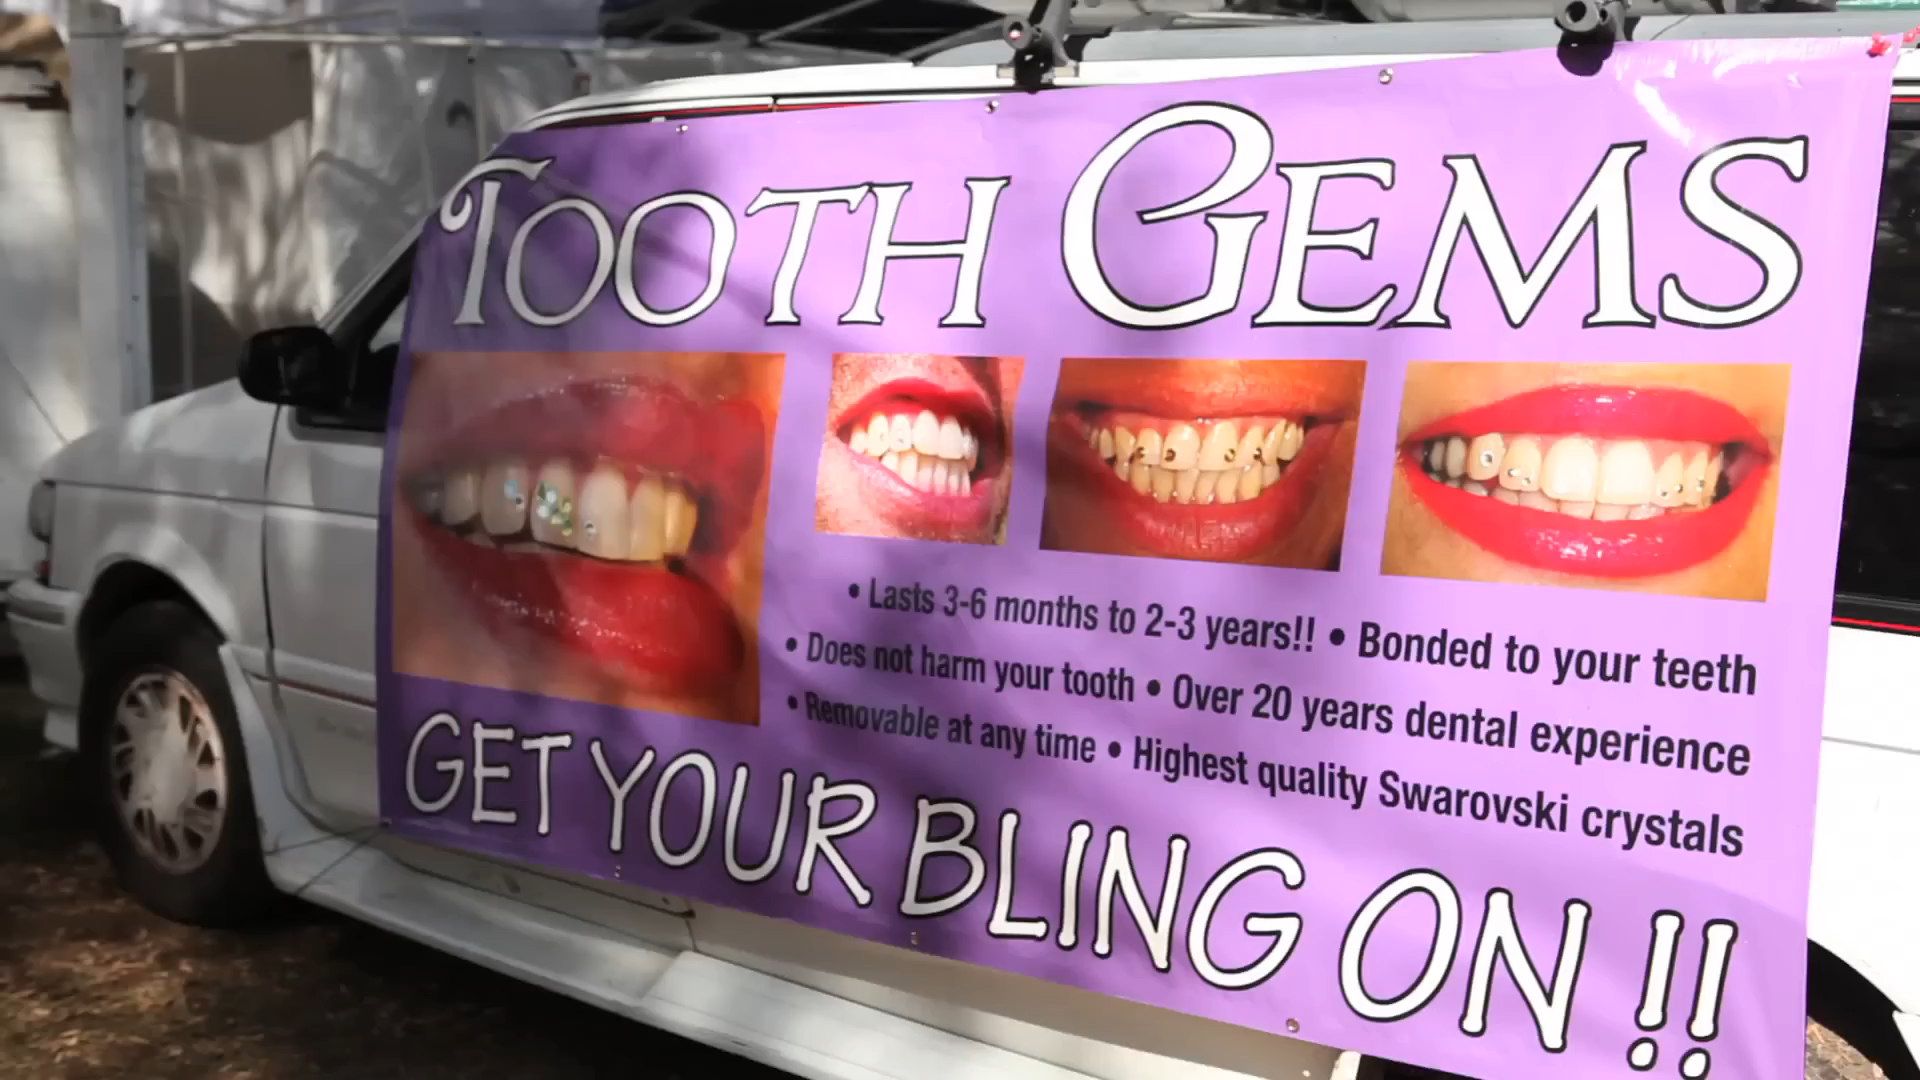 TOOTH GEMS
• Lasts 3-6 months to 2-3 years!! • Bonded to your teeth
• Does not harm your tooth • Over 20 years dental experience
• Removable at any time • Highest quality Swarovski crystals
GET YOUR BLING ON !!